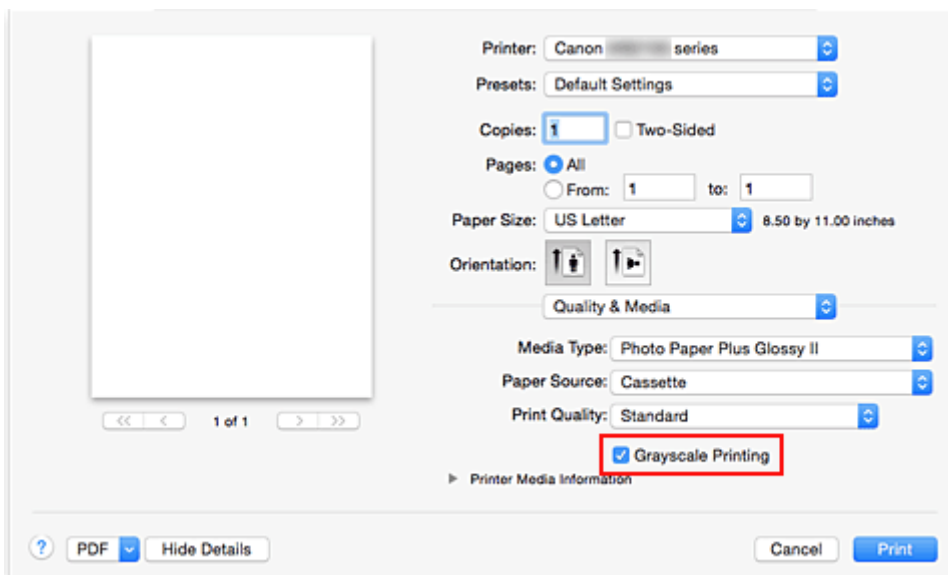 Printer: Canon series
Presets: Default Settings
Copies: 1 Two-Sided
Pages: All
From: 1 to: 1
Paper Size: US Letter 8.50 by 11.00 inches
Orientation:
Quality & Media
Media Type: Photo Paper Plus Glossy II
Paper Source: Cassette
Print Quality: Standard
Grayscale Printing
Printer Media Information
1 of 1
? PDF Hide Details Cancel Print